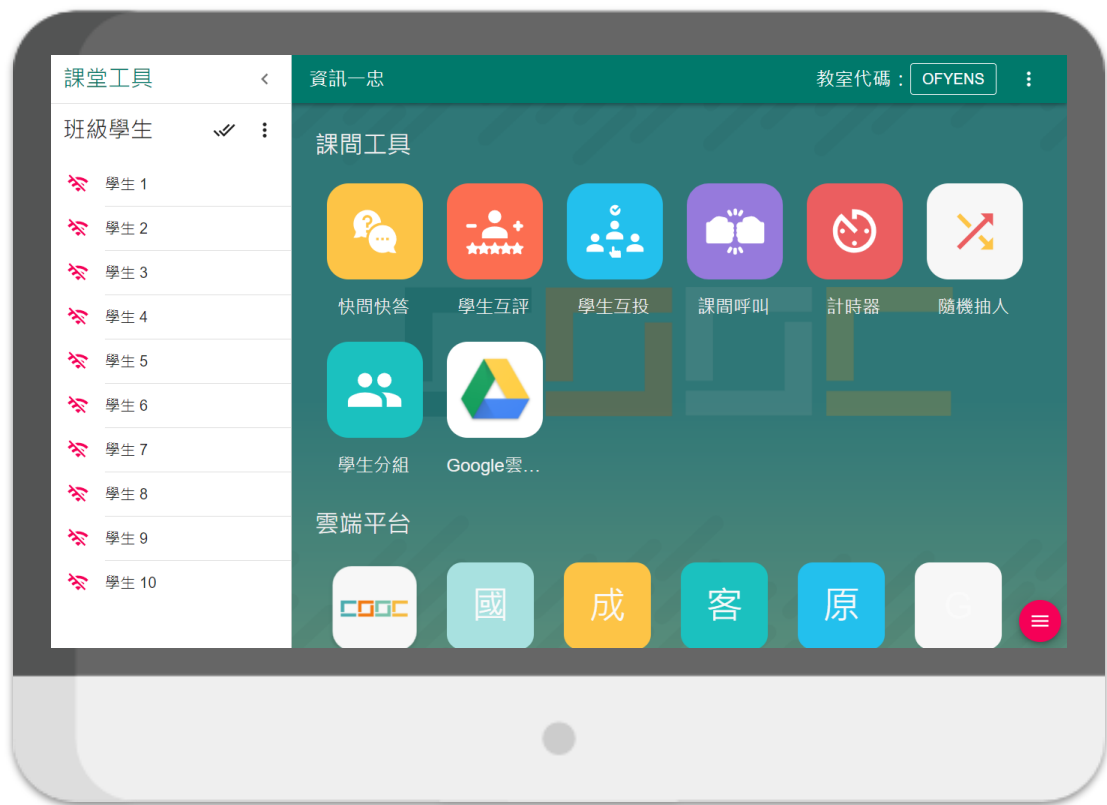 課堂工具
資訊一忠
教室代碼：OFYENS
班級學生
學生 1
學生 2
學生 3
學生 4
學生 5
學生 6
學生 7
學生 8
學生 9
學生 10
課間工具
快問快答
學生互評
學生互投
課間呼叫
計時器
隨機抽人
學生分組
Google雲…
雲端平台
COOC
國
成
客
原
G